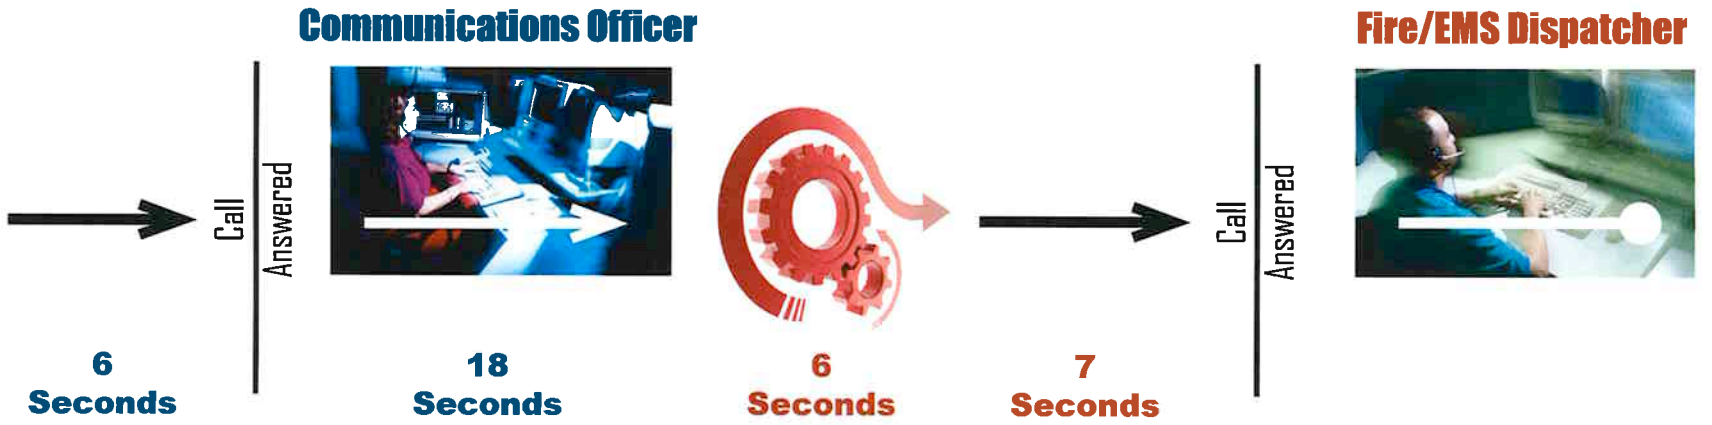 Communications Officer
Fire/EMS Dispatcher
Call
Answered
Call
Answered
6
Seconds
18
Seconds
6
Seconds
7
Seconds